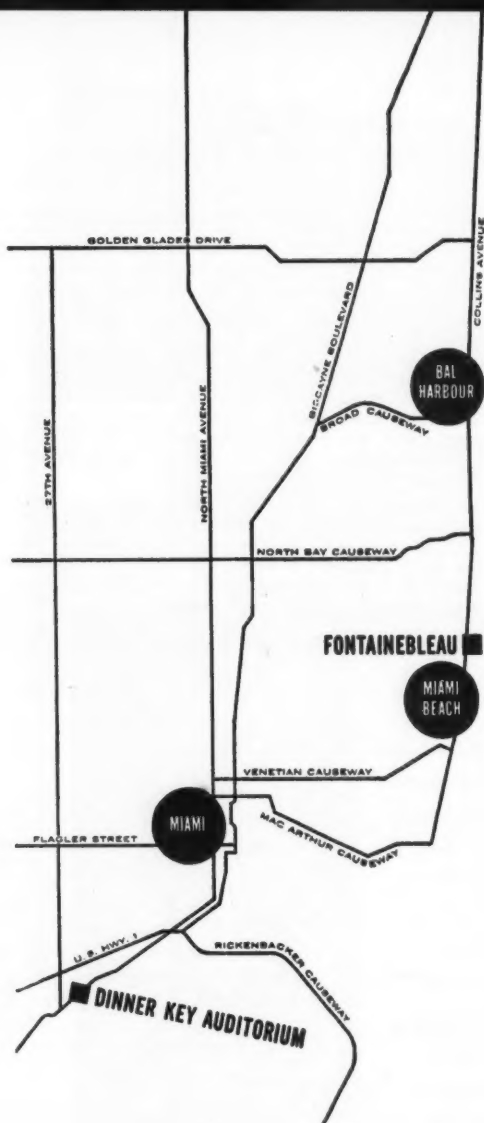 GOLDEN GLADER DRIVE
COLLINS AVENUE
BISCAYNE BOULEVARD
BAL
HARBOUR
BROAD CAUSEWAY
27TH AVENUE
NORTH MIAMI AVENUE
NORTH BAY CAUSEWAY
FONTAINEBLEAU
MIAMI
BEACH
VENETIAN CAUSEWAY
MIAMI
MAC ARTHUR CAUSEWAY
FLAGLER STREET
U.S. HWY. 1
RICKENBACKER CAUSEWAY
DINNER KEY AUDITORIUM